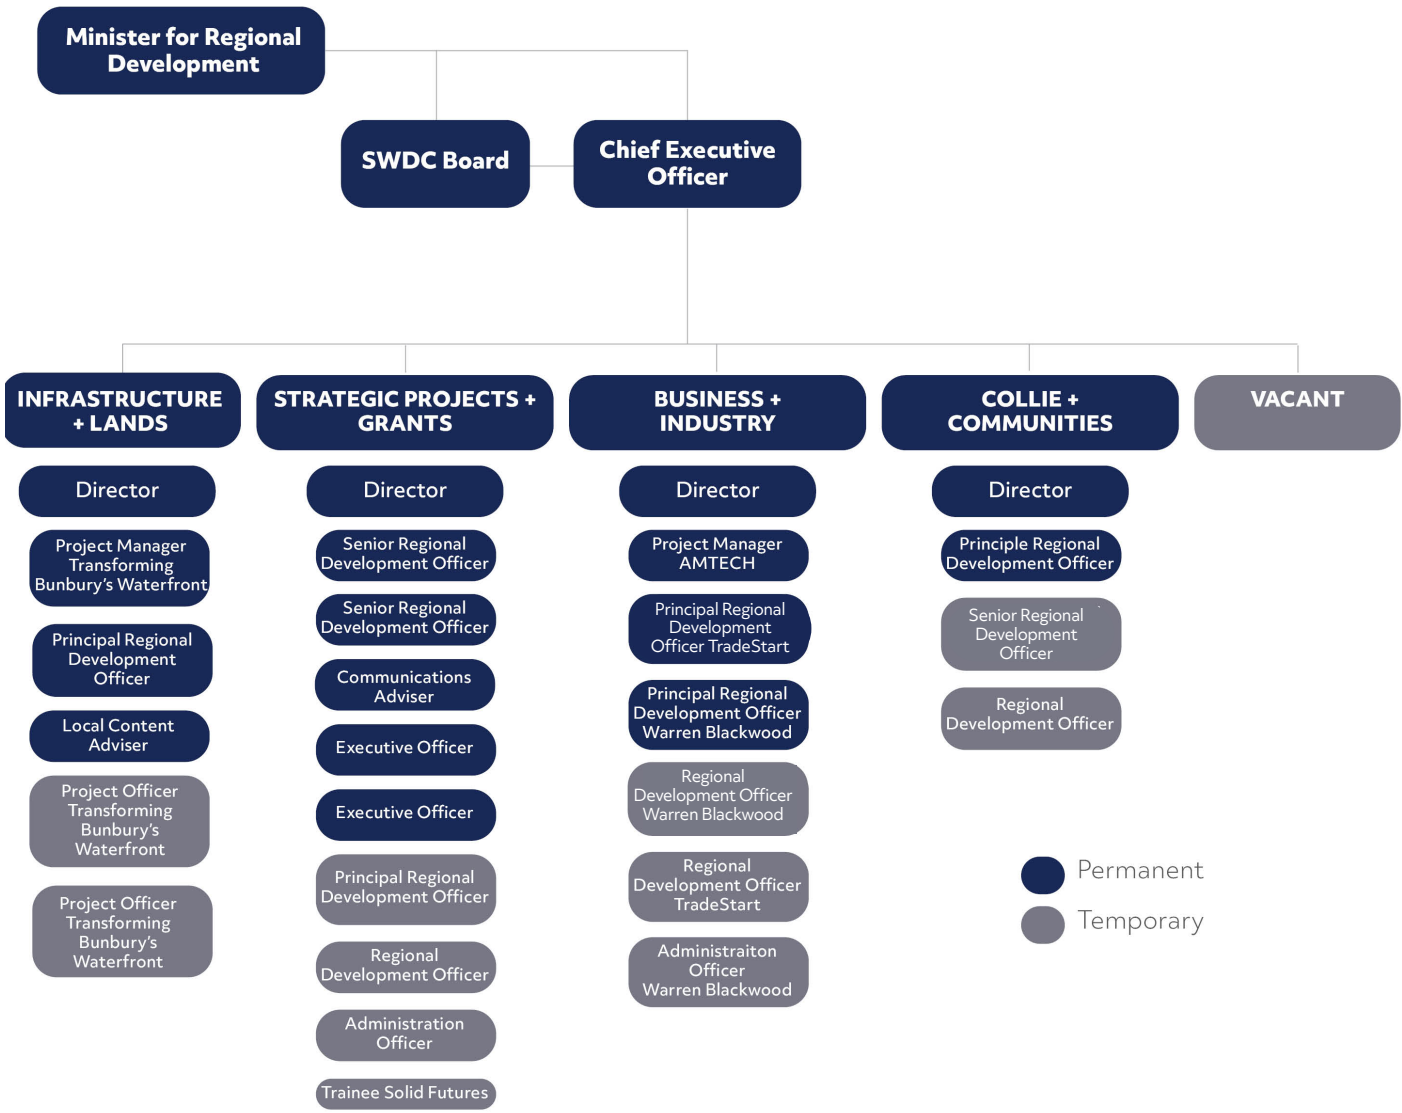 Minister for Regional
Development
SWDC Board
Chief Executive
Officer
INFRASTRUCTURE
+ LANDS
Director
Project Manager
Transforming
Bunbury's Waterfront
Principal Regional
Development
Officer
Local Content
Adviser
Project Officer
Transforming
Bunbury's
Waterfront
Project Officer
Transforming
Bunbury's
Waterfront
STRATEGIC PROJECTS +
GRANTS
Director
Senior Regional
Development Officer
Senior Regional
Development Officer
Communications
Adviser
Executive Officer
Executive Officer
Principal Regional
Development Officer
Regional
Development Officer
Administration
Officer
Trainee Solid Futures
BUSINESS +
INDUSTRY
Director
Project Manager
AMTECH
Principal Regional
Development
Officer TradeStart
Principal Regional
Development Officer
Warren Blackwood
Regional
Development Officer
Warren Blackwood
Regional
Development Officer
TradeStart
Administraiton
Officer
Warren Blackwood
COLLIE +
COMMUNITIES
Director
Principle Regional
Development Officer
Senior Regional
Development
Officer
Regional
Development Officer
VACANT
Permanent
Temporary